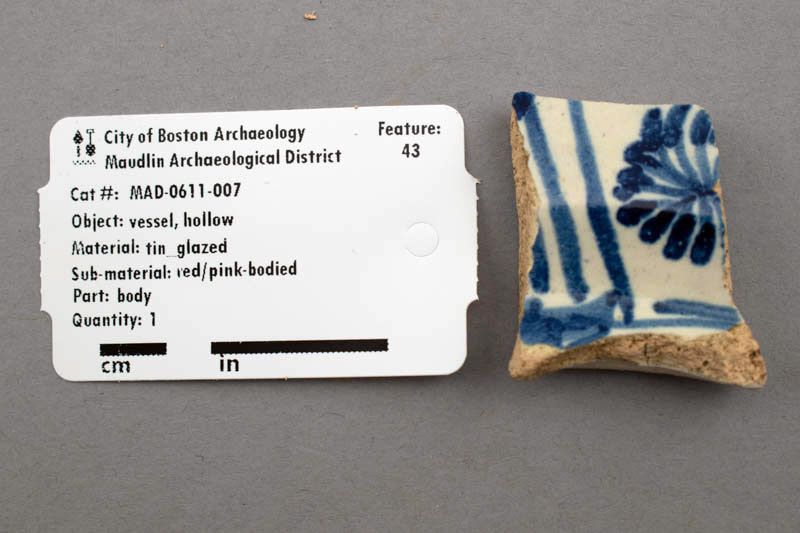 City of Boston Archaeology
Maudlin Archaeological District
Feature:
43
Cat #: MAD-0611-007
Object: vessel, hollow
Material: tin_glazed
Sub-material: red/pink-bodied
Part: body
Quantity: 1
cm in